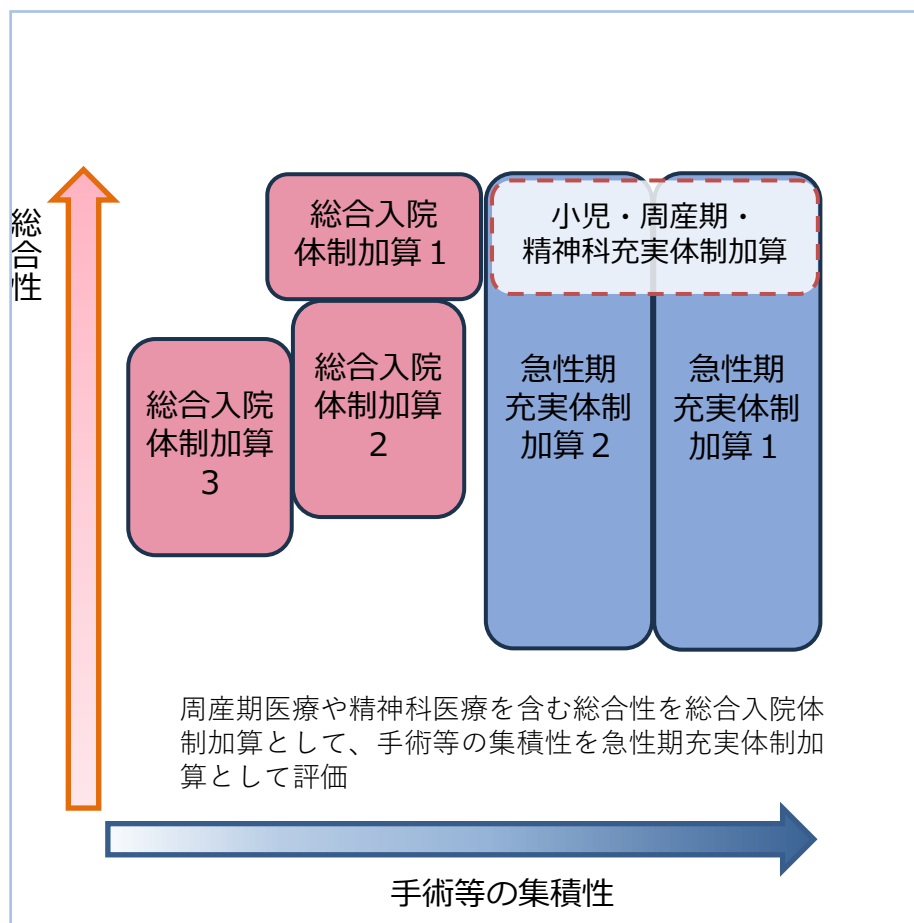 総合性
総合入院
体制加算１
小児・周産期・
精神科充実体制加算
総合入院
体制加算
２
総合入院
体制加算
３
急性期
充実体制
加算２
急性期
充実体制
加算１
周産期医療や精神科医療を含む総合性を総合入院体
制加算として、手術等の集積性を急性期充実体制加
算として評価
手術等の集積性